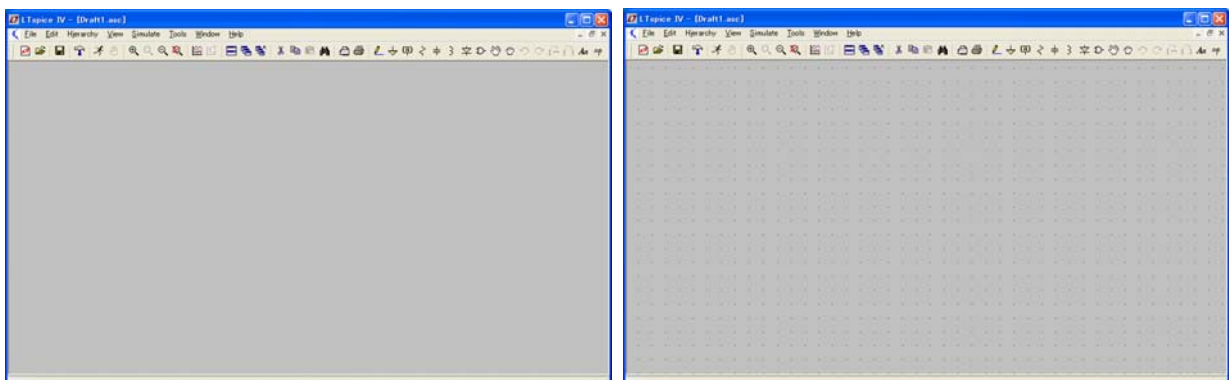 LTspice IV - [Draft1.asc]
File Edit Hierarchy View Simulate Tools Window Help
LTspice IV - [Draft1.asc]
File Edit Hierarchy View Simulate Tools Window Help